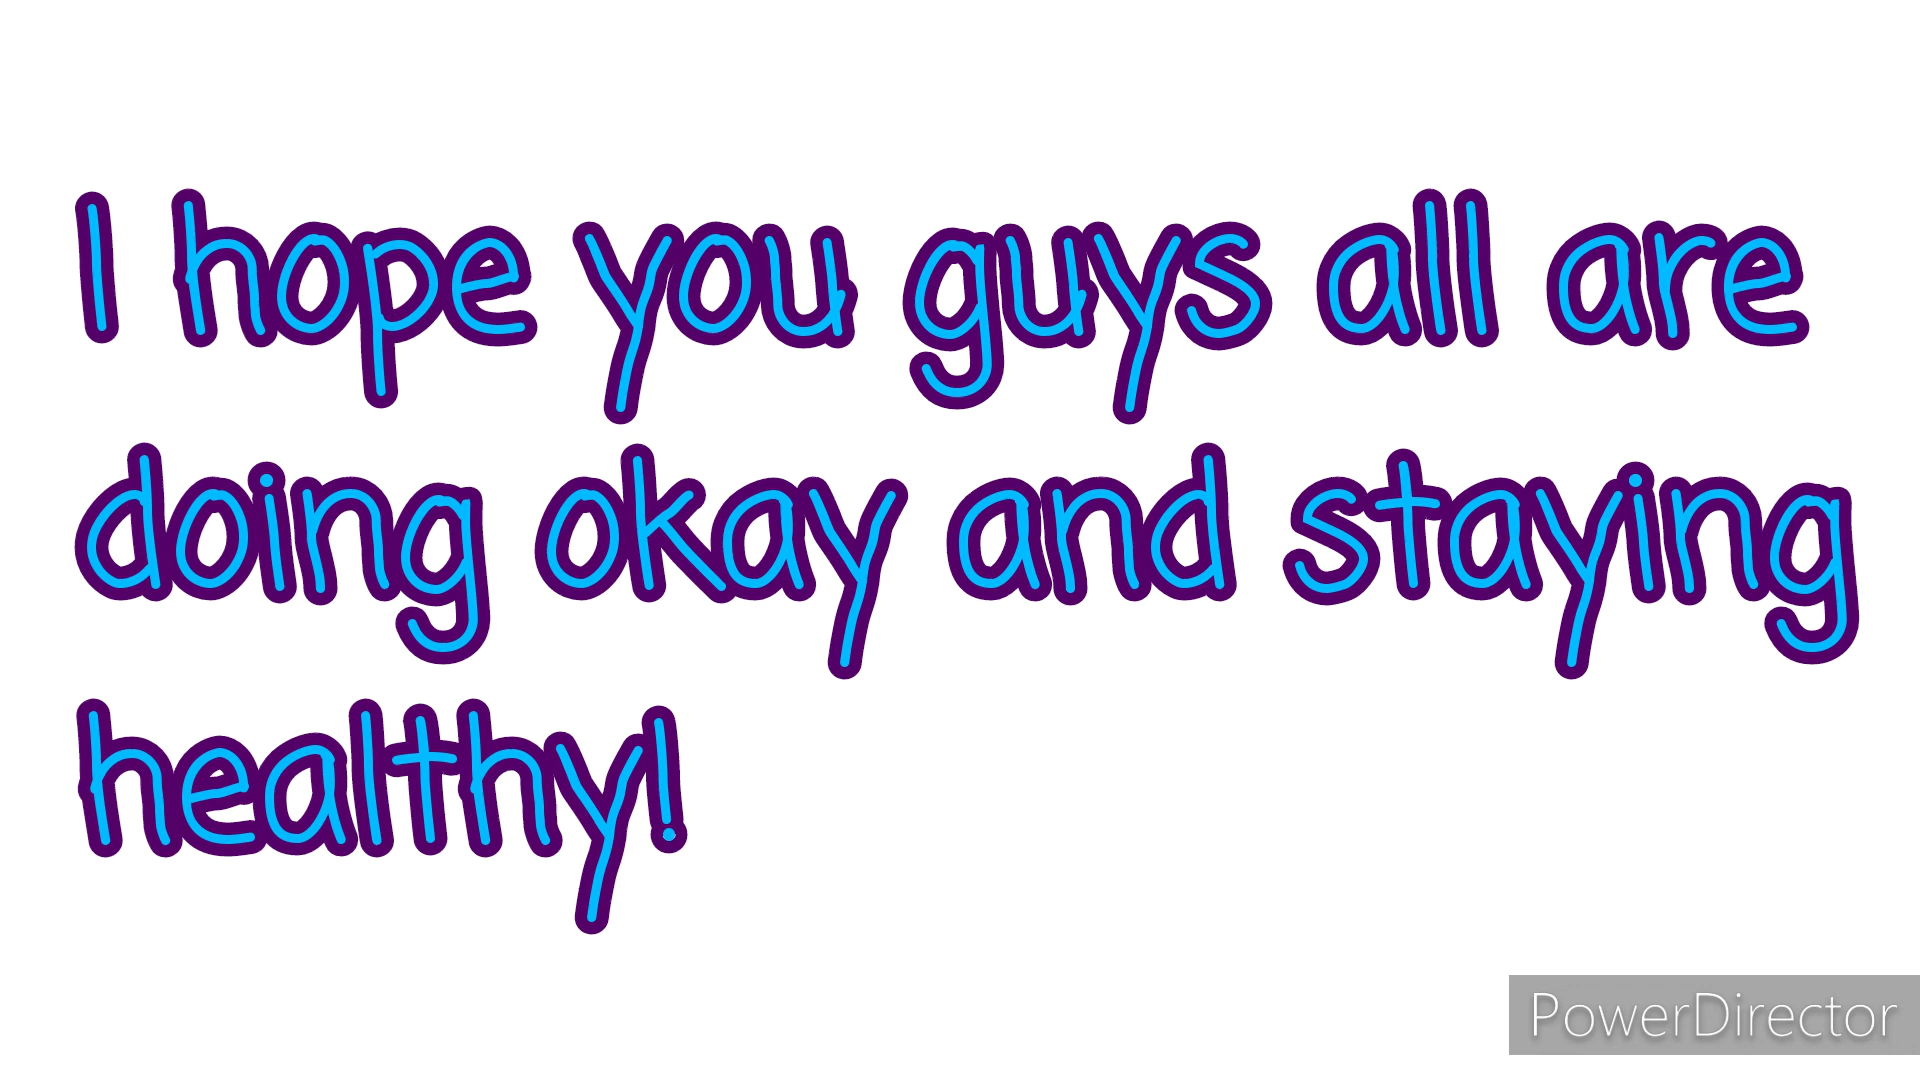 I hope you guys all are
doing okay and staying
healthy!
PowerDirector